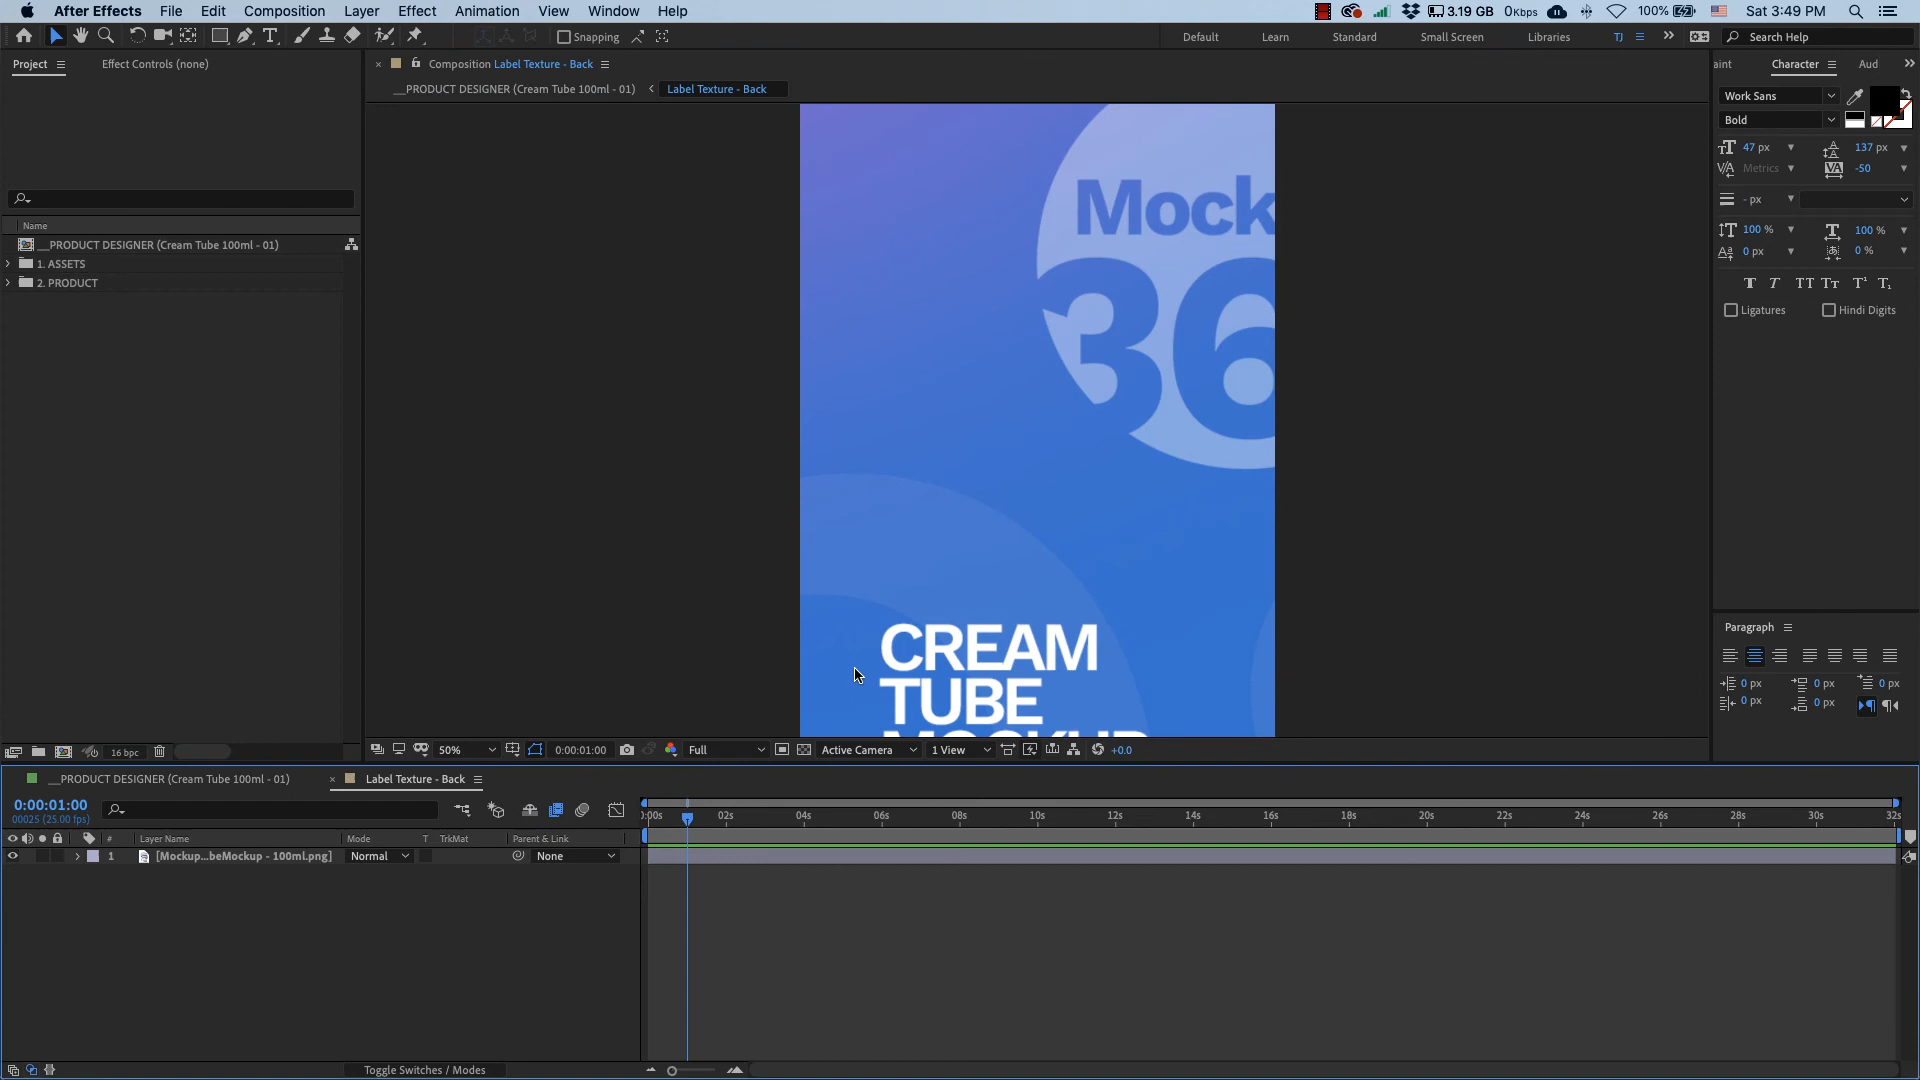 After Effects File Edit Composition Layer Effect Animation View Window Help 3.19 GB 0Kbps 100% Sat 3:49 PM
Snapping Default Learn Standard Small Screen Libraries TJ Search Help
Project Effect Controls (none) Composition Label Texture - Back aint Character Aud
__PRODUCT DESIGNER (Cream Tube 100ml - 01) Label Texture - Back
Work Sans
Bold
47 px 137 px
Metrics -50
- px
100 % 100 %
0 px 0 %
Ligatures Hindi Digits
Name
__PRODUCT DESIGNER (Cream Tube 100ml - 01)
1. ASSETS
2. PRODUCT
Mock
36
CREAM
TUBE
MOCKUP
Paragraph
0 px 0 px 0 px
0 px 0 px
16 bpc 50% 0:00:01:00 Full Active Camera 1 View +0.0
__PRODUCT DESIGNER (Cream Tube 100ml - 01) Label Texture - Back
0:00:01:00
00025 (25.00 fps)
:00s 02s 04s 06s 08s 10s 12s 14s 16s 18s 20s 22s 24s 26s 28s 30s 32s
# Layer Name Mode T TrkMat Parent & Link
1 [Mockup...beMockup - 100ml.png] Normal None
Toggle Switches / Modes